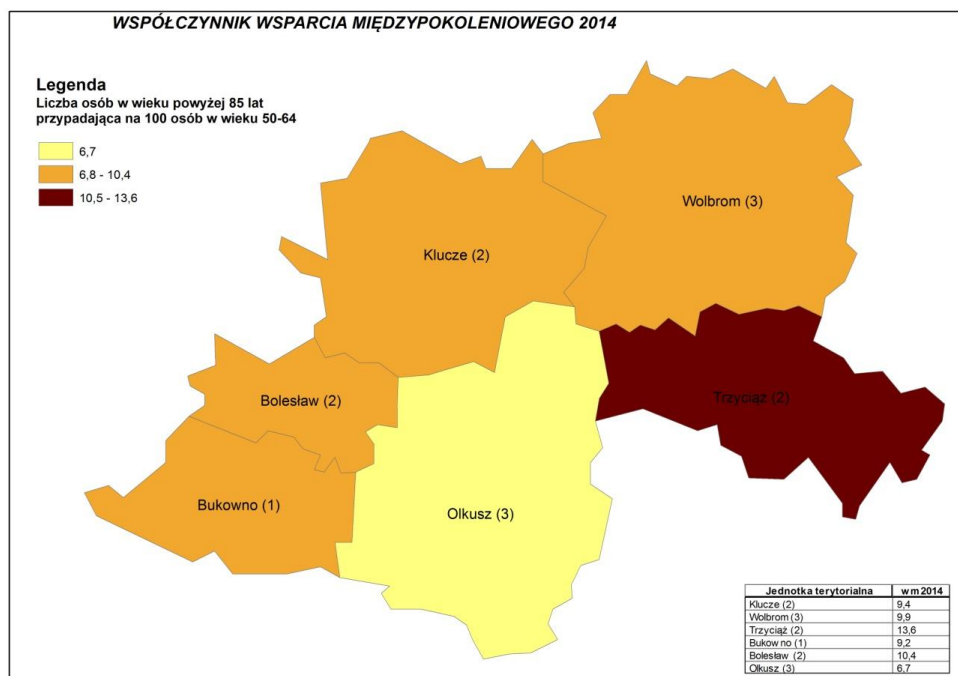 WSPÓŁCZYNNIK WSPARCIA MIĘDZYPOKOLENIOWEGO 2014
Legenda
Liczba osób w wieku powyżej 85 lat
przypadająca na 100 osób w wieku 50-64
6,7
6,8 - 10,4
10,5 - 13,6
Wolbrom (3)
Klucze (2)
Trzyciąż (2)
Bolesław (2)
Bukowno (1)
Olkusz (3)
Jednotka terytorialna w m 2014
Klucze (2) 9,4
Wolbrom (3) 9,9
Trzyciąż (2) 13,6
Bukowno (1) 9,2
Bolesław (2) 10,4
Olkusz (3) 6,7